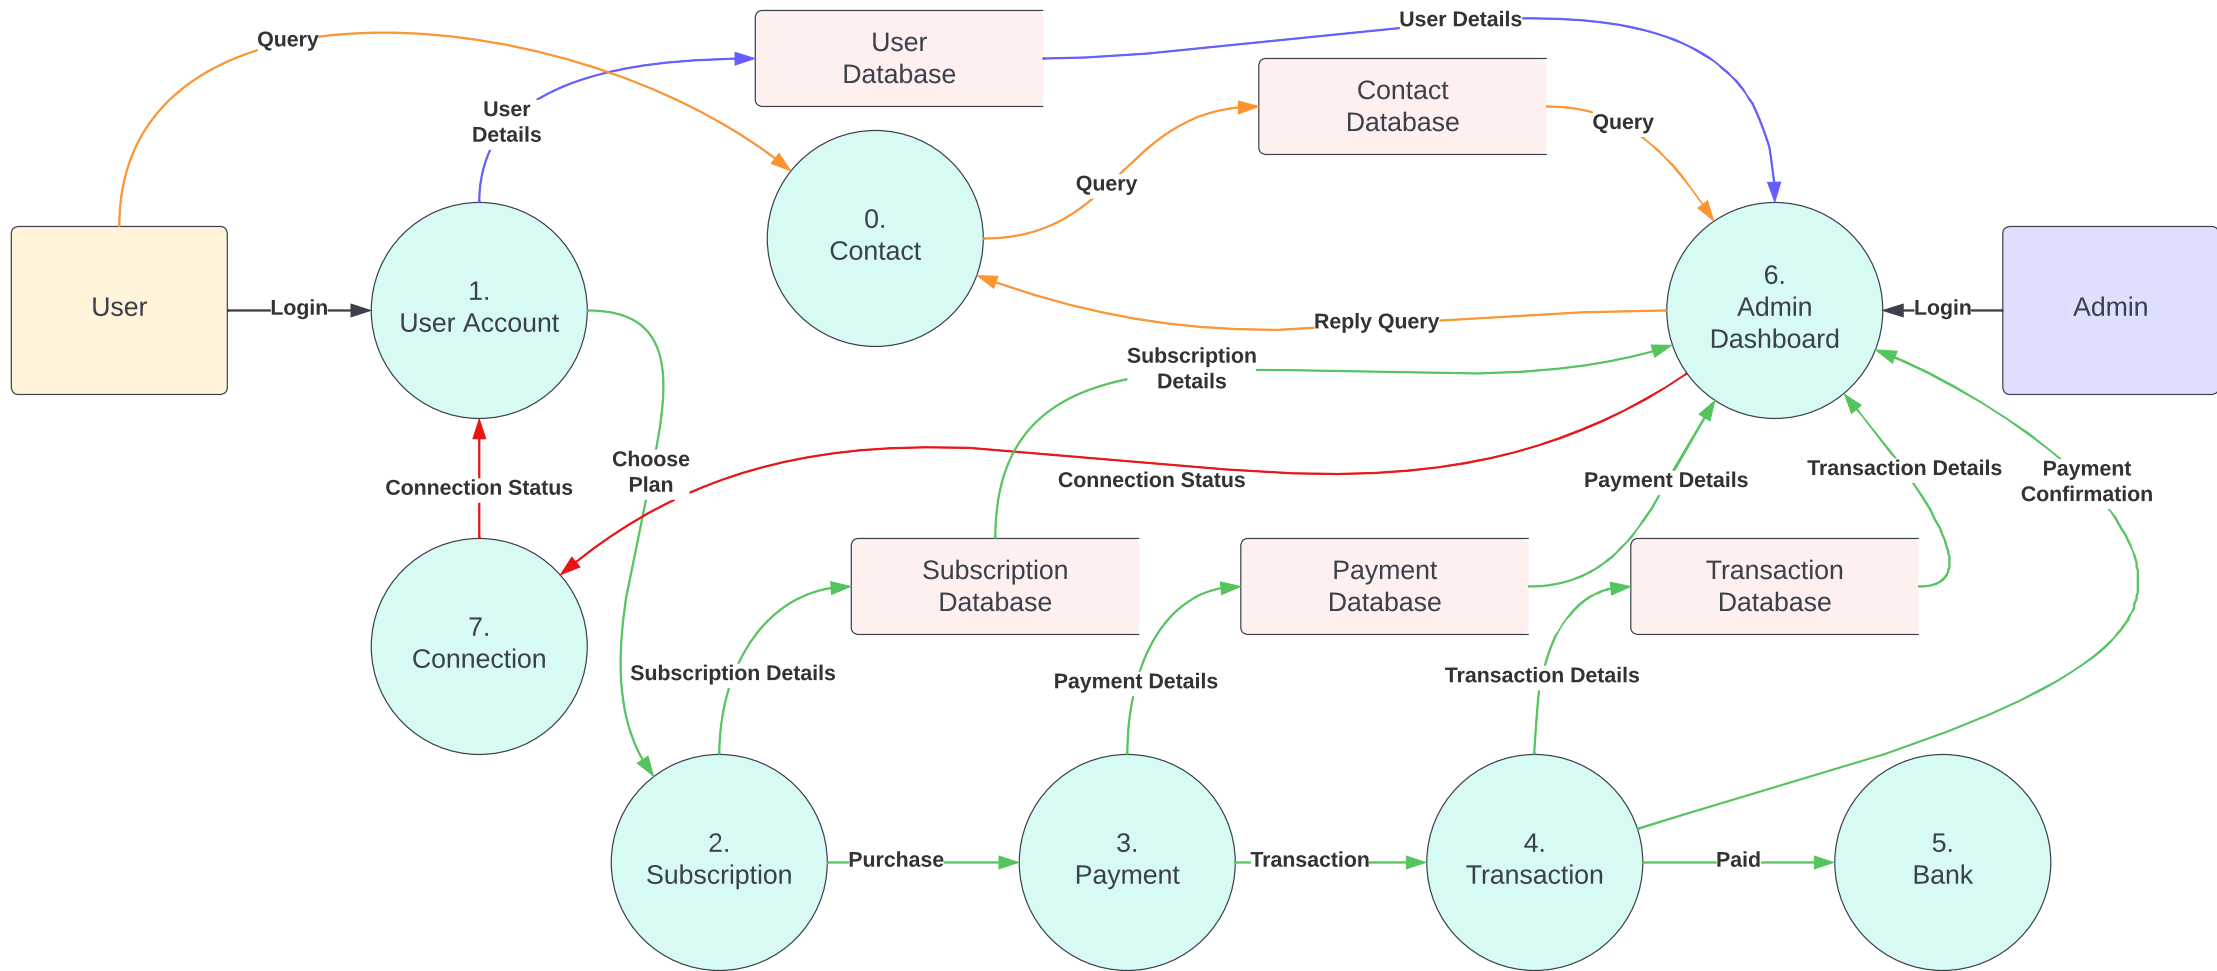 User Details
Query
User
Database
Contact
Database
User
Details
Query
Query
0.
Contact
1.
User Account
6.
Admin
Dashboard
User
Login
Login
Admin
Reply Query
Subscription
Details
Choose
Plan
Connection Status
Connection Status
Payment Details
Transaction Details
Payment
Confirmation
Subscription
Database
Payment
Database
Transaction
Database
7.
Connection
Subscription Details
Payment Details
Transaction Details
2.
Subscription
Purchase
3.
Payment
Transaction
4.
Transaction
Paid
5.
Bank